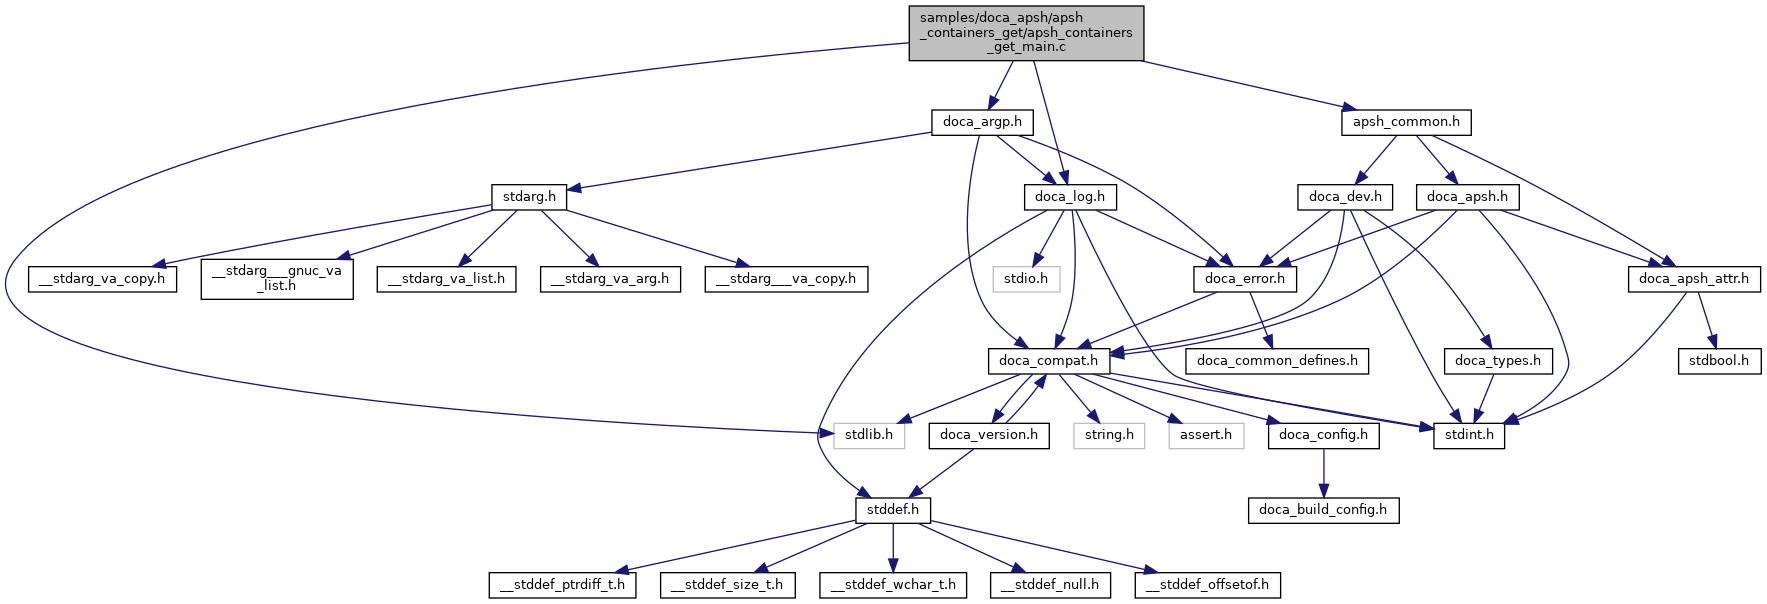 samples/doca_apsh/apsh
_containers_get/apsh_containers
_get_main.c
doca_argp.h
apsh_common.h
stdarg.h
doca_log.h
doca_dev.h
doca_apsh.h
__stdarg_va_copy.h
__stdarg___gnuc_va
_list.h
__stdarg_va_list.h
__stdarg_va_arg.h
__stdarg___va_copy.h
stdio.h
doca_error.h
doca_apsh_attr.h
doca_compat.h
doca_common_defines.h
doca_types.h
stdbool.h
stdlib.h
doca_version.h
string.h
assert.h
doca_config.h
stdint.h
stddef.h
doca_build_config.h
__stddef_ptrdiff_t.h
__stddef_size_t.h
__stddef_wchar_t.h
__stddef_null.h
__stddef_offsetof.h